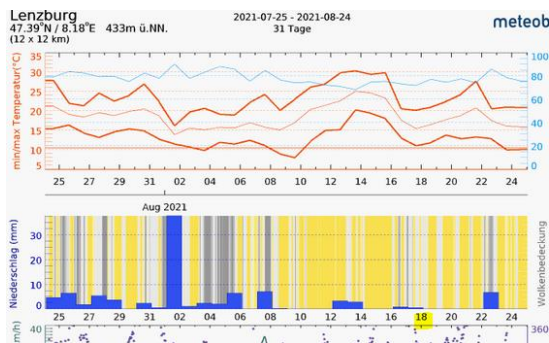 Lenzburg
47.39°N / 8.18°E 433m ü.NN.
(12 x 12 km)
2021-07-25 - 2021-08-24
31 Tage
meteob
min/max Temperatur(°C)
35
30
25
20
15
10
5
100
80
60
40
20
0
25 27 29 31 02 04 06 08 10 12 14 16 18 20 22 24
Aug 2021
Niederschlag (mm)
30
20
10
0
Wolkenbedeckung
25 27 29 31 02 04 06 08 10 12 14 16 18 20 22 24
m/h)
40
360